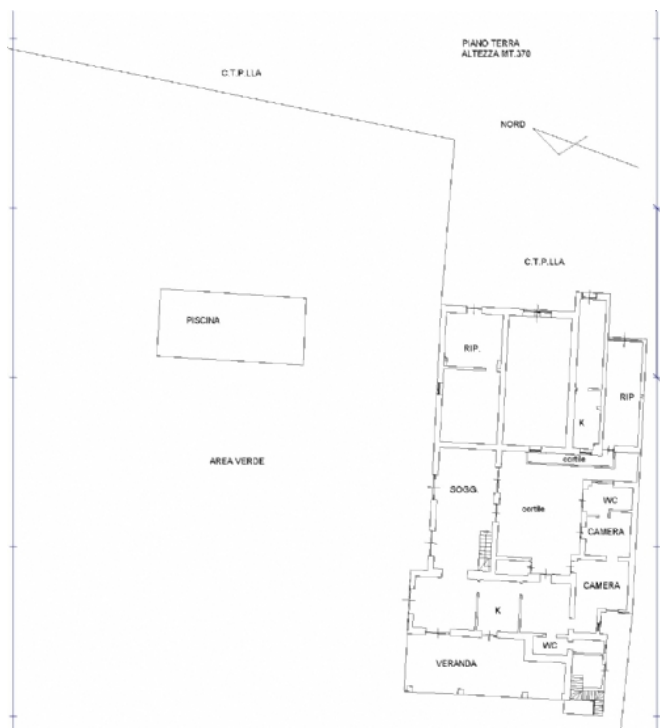 PIANO TERRA
ALTEZZA MT.370
C.T.P.LLA
NORD
C.T.P.LLA
PISCINA
RIP.
RIP
K
AREA VERDE
cortile
SOGG.
WC
cortile
CAMERA
CAMERA
K
WC
VERANDA